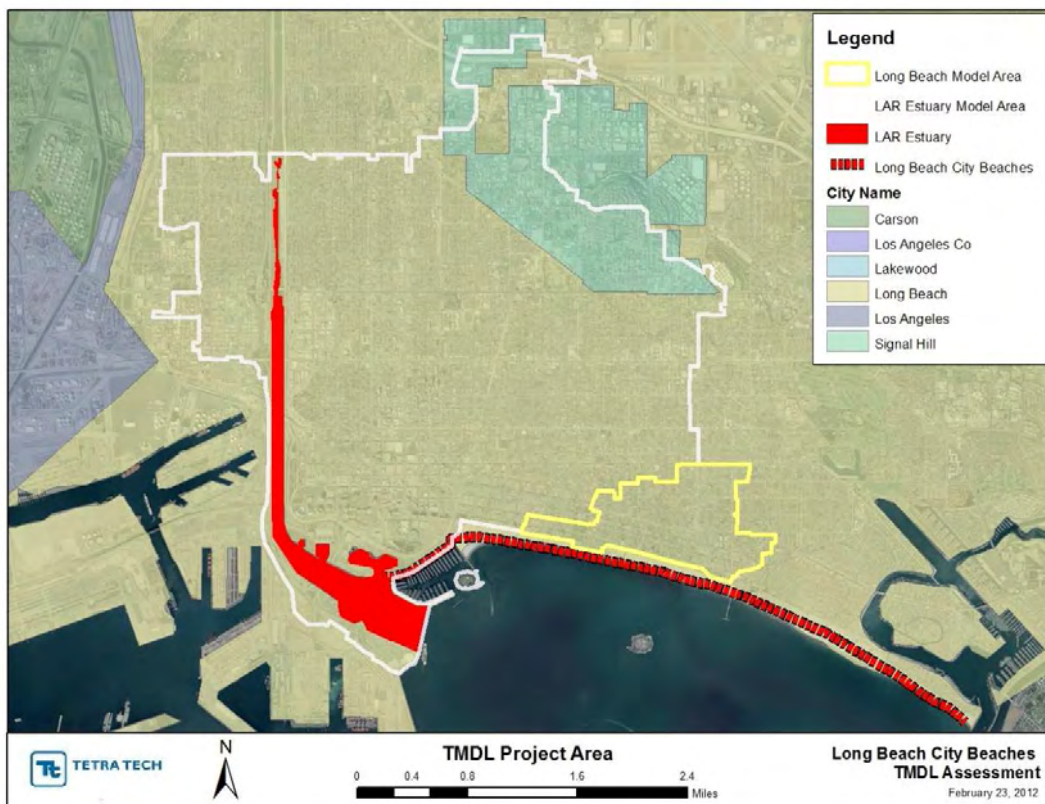 Legend
Long Beach Model Area
LAR Estuary Model Area
LAR Estuary
Long Beach City Beaches
City Name
Carson
Los Angeles Co
Lakewood
Long Beach
Los Angeles
Signal Hill
Tt TETRA TECH
N
TMDL Project Area
0 0.4 0.8 1.6 2.4
Miles
Long Beach City Beaches
TMDL Assessment
February 23, 2012